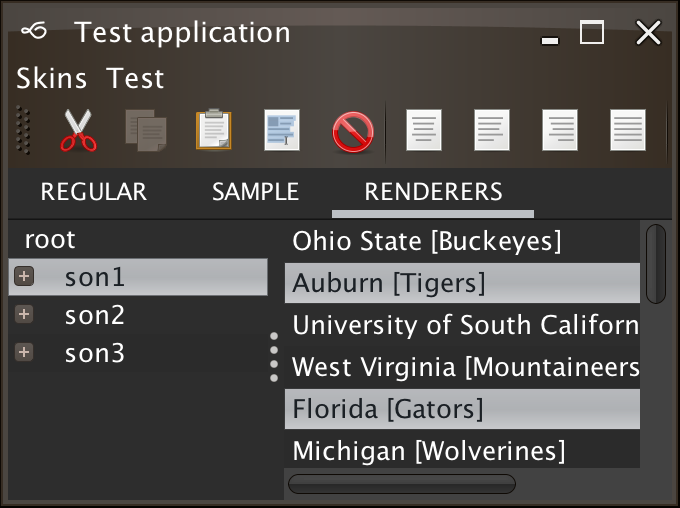 Test application
Skins Test
REGULAR SAMPLE RENDERERS
root
son1
son2
son3
Ohio State [Buckeyes]
Auburn [Tigers]
University of South Californ
West Virginia [Mountaineers
Florida [Gators]
Michigan [Wolverines]